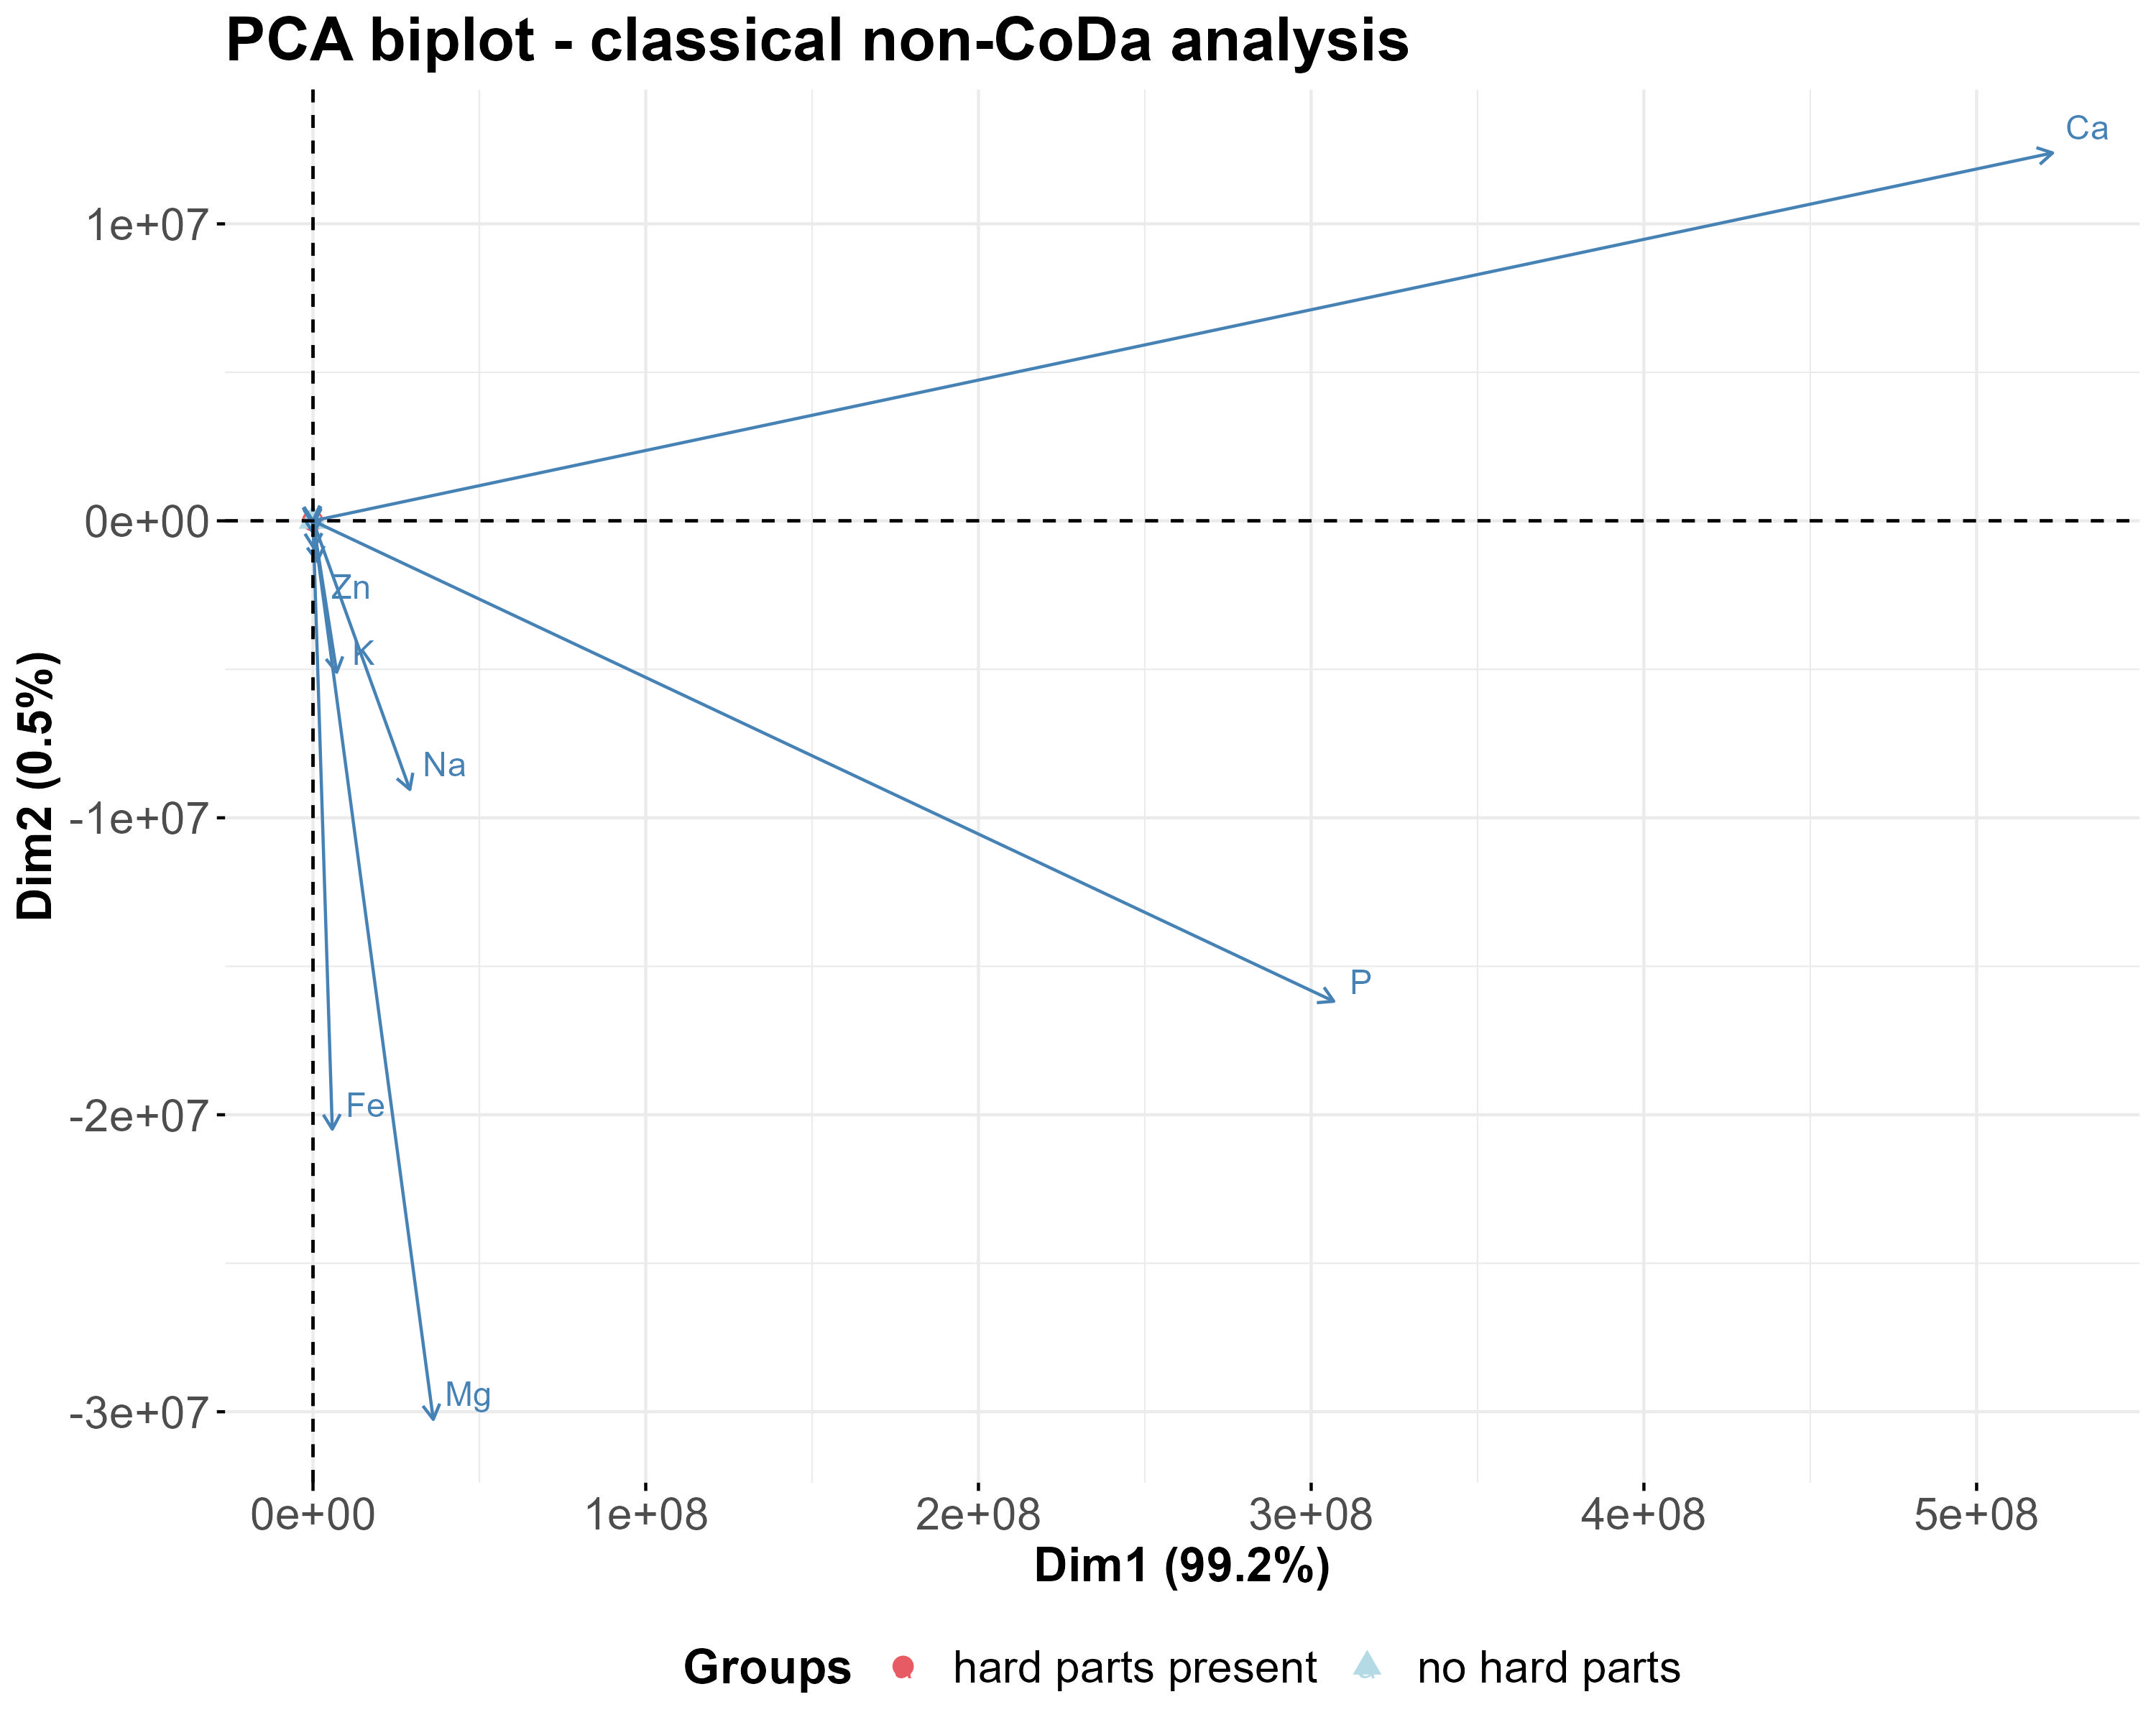 PCA biplot - classical non-CoDa analysis
Ca
1e+07
0e+00
Zn
K
Na
-1e+07
P
Fe
-2e+07
Mg
-3e+07
Dim2 (0.5%)
0e+00 1e+08 2e+08 3e+08 4e+08 5e+08
Dim1 (99.2%)
Groups hard parts present no hard parts